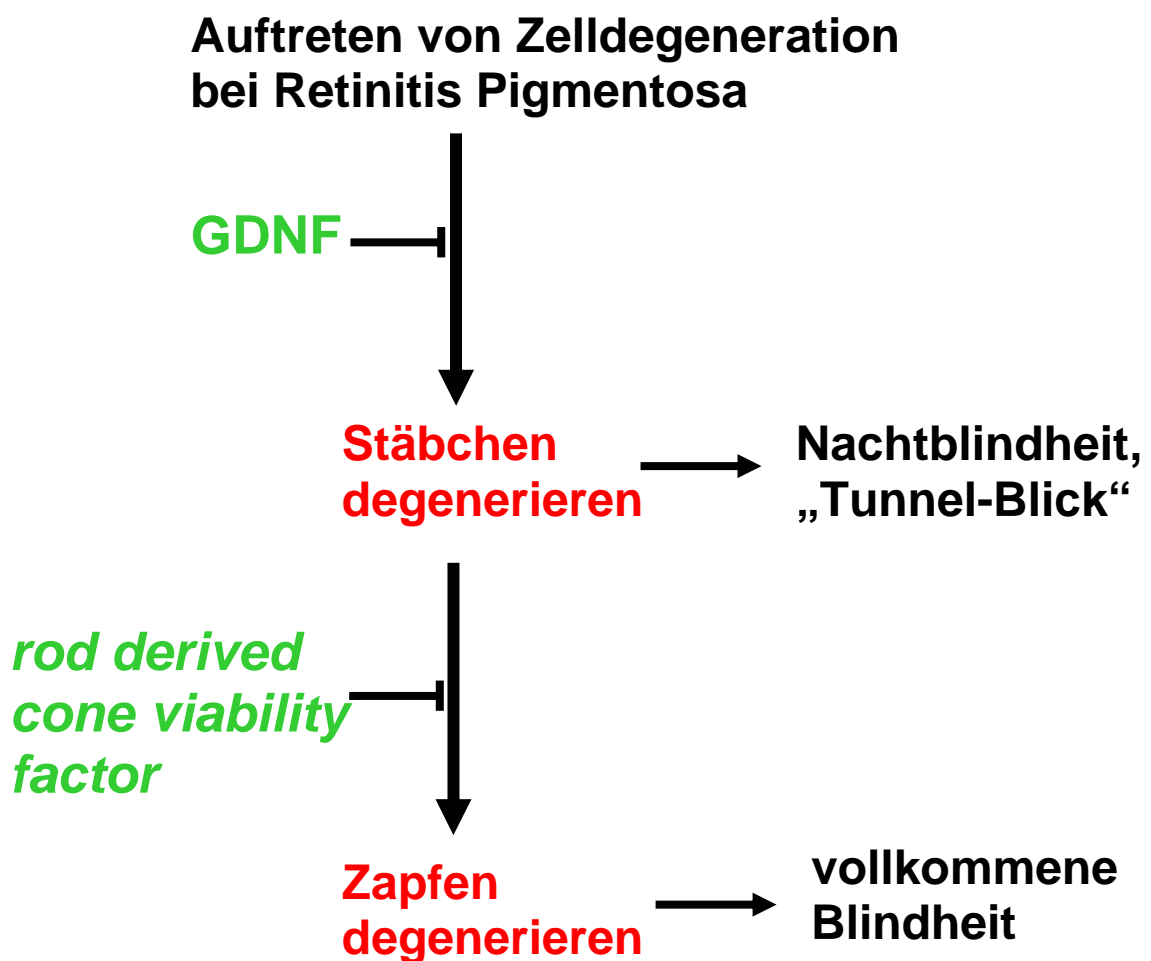 Auftreten von Zelldegeneration
bei Retinitis Pigmentosa
GDNF
Stäbchen
degenerieren
Nachtblindheit,
„Tunnel-Blick“
rod derived
cone viability
factor
Zapfen
degenerieren
vollkommene
Blindheit